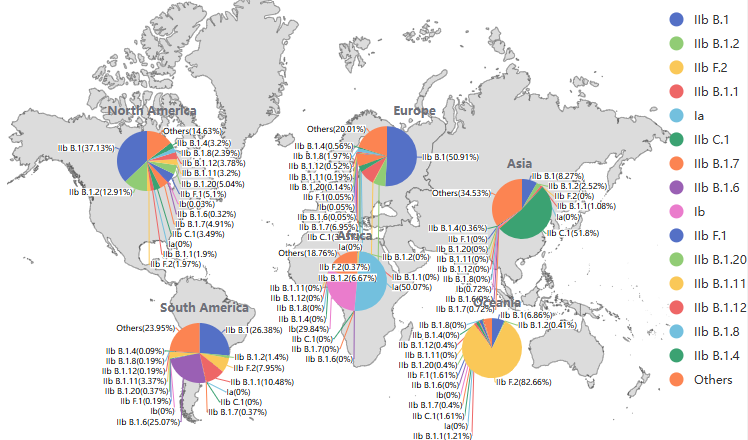 North America
Others(14.63%)
IIb B.1.4(3.2%)
IIb B.1.8(2.39%)
IIb B.1.12(3.78%)
IIb B.1.11(3.2%)
IIb B.1.20(5.04%)
IIb F.1(5.1%)
Ib(0.03%)
IIb B.1.6(0.32%)
IIb B.1.7(4.91%)
IIb C.1(3.49%)
Ia(0%)
IIb B.1.1(1.9%)
IIb F.2(1.97%)
IIb B.1.2(12.91%)
IIb B.1(37.13%)
Europe
Others(20.01%)
IIb B.1.4(0.56%)
IIb B.1.8(1.97%)
IIb B.1.12(0.52%)
IIb B.1.11(0.19%)
IIb B.1.20(0.14%)
IIb F.1(0.05%)
Ib(0.05%)
IIb B.1.6(0.05%)
IIb B.1.7(6.95%)
IIb C.1(3
Ia(0%)
IIb B.1(50.91%)
Asia
Others(34.53%)
IIb B.1(8.27%)
IIb B.1.2(2.52%)
IIb F.2(0%)
IIb B.1.1(1.08%)
Ia(0%)
IIb C.1(51.8%)
IIb B.1.4(0.36%)
IIb F.1(0%)
IIb B.1.20(0%)
IIb B.1.11(0%)
IIb B.1.12(0%)
IIb B.1.8(0%)
Ib(0.72%)
IIb B.1.6(0%)
IIb B.1.7(0.72%)
Africa
Others(18.76%)
IIb F.2(0.37%)
IIb B.1.2(6.67%)
IIb B.1.2(0%)
IIb B.1.1(0%)
Ia(50.07%)
IIb B.1.11(0%)
IIb B.1.12(0%)
IIb B.1.8(0%)
IIb B.1.4(0%)
Ib(29.84%)
IIb C.1(0%)
IIb B.1.7(0%)
IIb B.1.6(0%)
South America
Others(23.95%)
IIb B.1(26.38%)
IIb B.1.2(1.4%)
IIb F.2(7.95%)
IIb B.1.1(10.48%)
Ia(0%)
IIb C.1(0%)
IIb B.1.7(0.37%)
IIb B.1.4(0.09%)
IIb B.1.8(0.19%)
IIb B.1.12(0.19%)
IIb B.1.11(3.37%)
IIb B.1.20(0.37%)
IIb F.1(0.19%)
Ib(0%)
IIb B.1.6(25.07%)
Oceania
IIb B.1(6.86%)
IIb B.1.2(0.41%)
IIb F.2(82.66%)
IIb B.1.8(0%)
IIb B.1.4(0%)
IIb B.1.12(0.4%)
IIb B.1.11(0%)
IIb B.1.20(0.4%)
IIb F.1(1.61%)
IIb B.1.6(0%)
Ib(0%)
IIb B.1.7(0.4%)
IIb C.1(1.61%)
Ia(0%)
IIb B.1.1(1.21%)
IIb B.1
IIb B.1.2
IIb F.2
IIb B.1.1
Ia
IIb C.1
IIb B.1.7
IIb B.1.6
Ib
IIb F.1
IIb B.1.20
IIb B.1.11
IIb B.1.12
IIb B.1.8
IIb B.1.4
Others